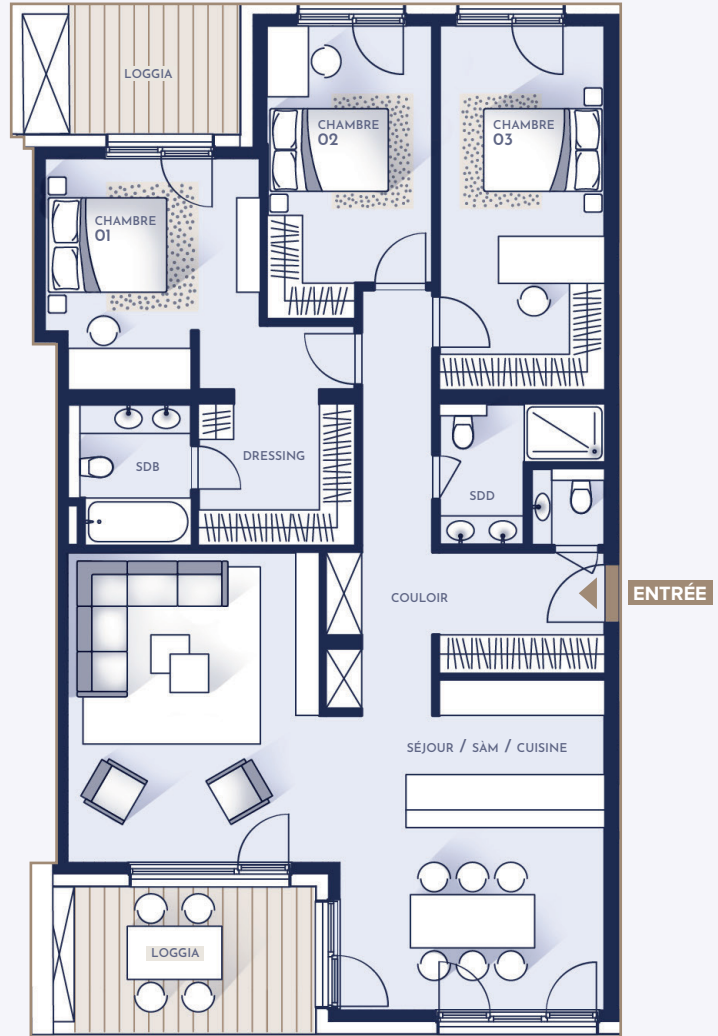 LOGGIA
CHAMBRE
02
CHAMBRE
03
CHAMBRE
01
DRESSING
SDB
SDD
COULOIR
ENTRÉE
SÉJOUR / SÀM / CUISINE
LOGGIA